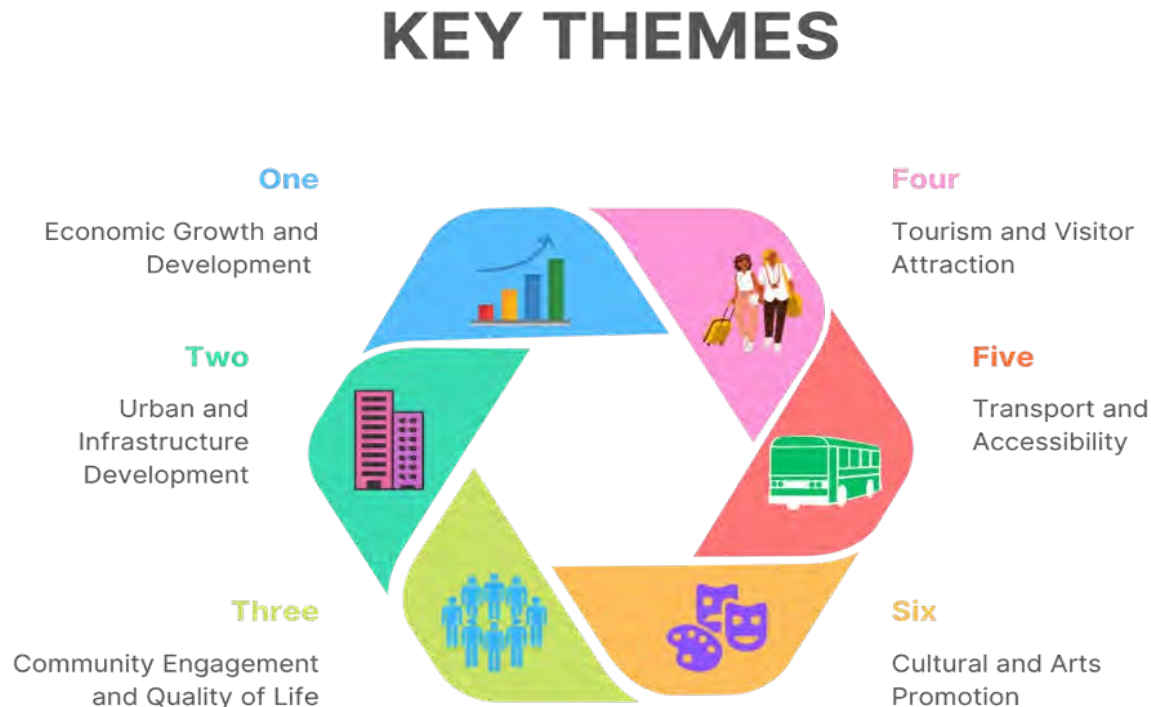 KEY THEMES
One
Economic Growth and
Development
Two
Urban and
Infrastructure
Development
Three
Community Engagement
and Quality of Life
Four
Tourism and Visitor
Attraction
Five
Transport and
Accessibility
Six
Cultural and Arts
Promotion